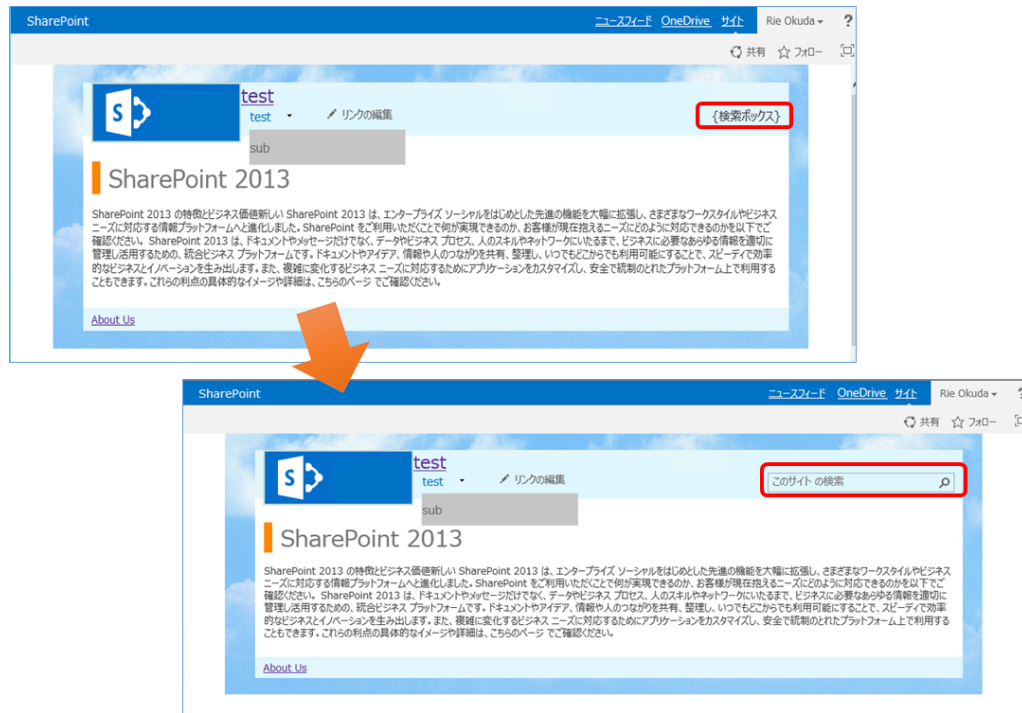 SharePoint ニュースフィード OneDrive サイト Rie Okuda ?
共有 フォロー
S
test
test リンクの編集 {検索ボックス}
sub
SharePoint 2013
SharePoint 2013 の特徴とビジネス価値新しい SharePoint 2013 は、エンタープライズ ソーシャルをはじめとした先進の機能を大幅に拡張し、さまざまなワークスタイルやビジネス
ニーズに対応する情報プラットフォームへと進化しました。SharePoint をご利用いただくことで何が実現できるのか、お客様が現在抱えるニーズにどのように対応できるのかを以下でご
確認ください。 SharePoint 2013 は、ドキュメントやメッセージだけでなく、データやビジネス プロセス、人のスキルやネットワークにいたるまで、ビジネスに必要なあらゆる情報を適切に
管理し活用するための、統合ビジネス プラットフォームです。ドキュメントやアイデア、情報や人のつながりを共有、整理し、いつでもどこからでも利用可能にすることで、スピーディで効率
的なビジネスとイノベーションを生み出します。また、複雑に変化するビジネス ニーズに対応するためにアプリケーションをカスタマイズし、安全で統制のとれたプラットフォーム上で利用する
こともできます。これらの利点の具体的なイメージや詳細は、こちらのページ でご確認ください。
About Us
SharePoint ニュースフィード OneDrive サイト Rie Okuda ?
共有 フォロー
S
test
test リンクの編集 このサイト の検索
sub
SharePoint 2013
SharePoint 2013 の特徴とビジネス価値新しい SharePoint 2013 は、エンタープライズ ソーシャルをはじめとした先進の機能を大幅に拡張し、さまざまなワークスタイルやビジネス
ニーズに対応する情報プラットフォームへと進化しました。SharePoint をご利用いただくことで何が実現できるのか、お客様が現在抱えるニーズにどのように対応できるのかを以下でご
確認ください。 SharePoint 2013 は、ドキュメントやメッセージだけでなく、データやビジネス プロセス、人のスキルやネットワークにいたるまで、ビジネスに必要なあらゆる情報を適切に
管理し活用するための、統合ビジネス プラットフォームです。ドキュメントやアイデア、情報や人のつながりを共有、整理し、いつでもどこからでも利用可能にすることで、スピーディで効率
的なビジネスとイノベーションを生み出します。また、複雑に変化するビジネス ニーズに対応するためにアプリケーションをカスタマイズし、安全で統制のとれたプラットフォーム上で利用する
こともできます。これらの利点の具体的なイメージや詳細は、こちらのページ でご確認ください。
About Us